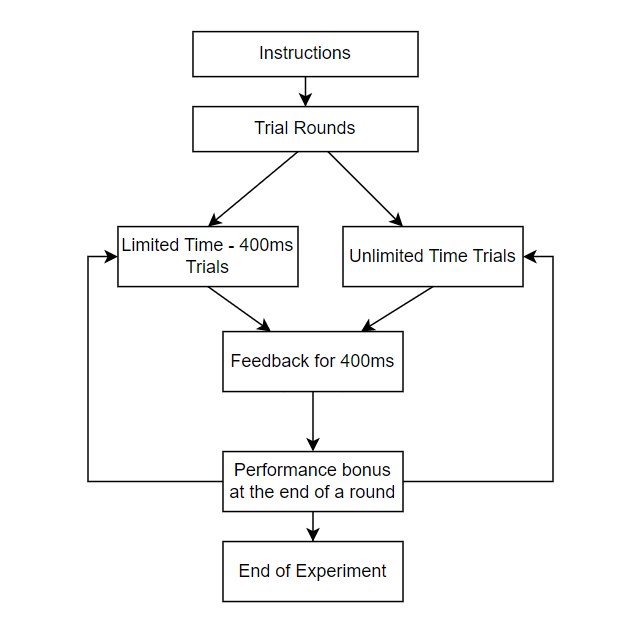 Instructions
Trial Rounds
Limited Time - 400ms
Trials
Unlimited Time Trials
Feedback for 400ms
Performance bonus
at the end of a round
End of Experiment